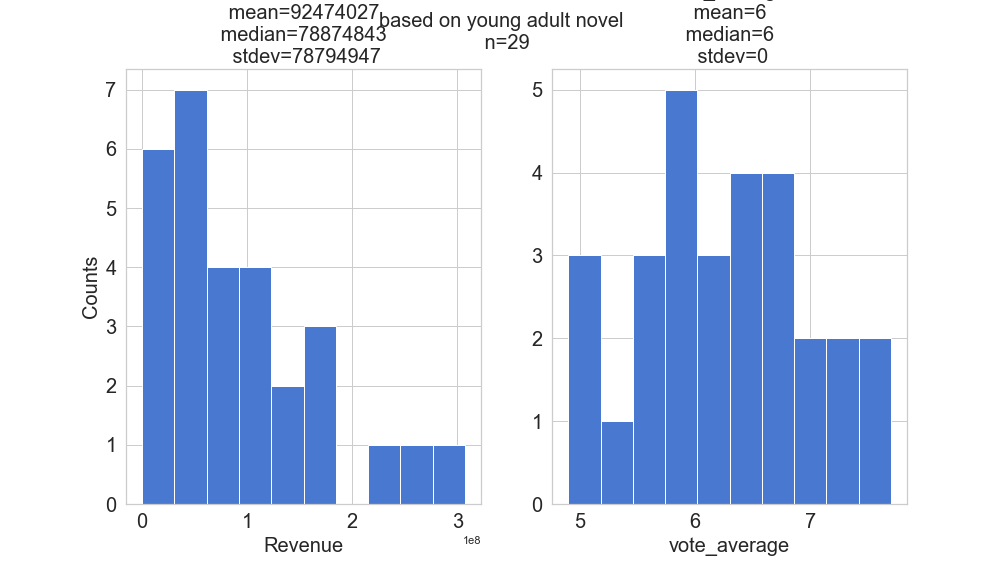 based on young adult novel
n=29
mean=92474027
median=78874843
stdev=78794947
7
6
5
4
3
2
1
0
Counts
0 1 2 3
1e8
Revenue
mean=6
median=6
stdev=0
5
4
3
2
1
0
5 6 7
vote_average